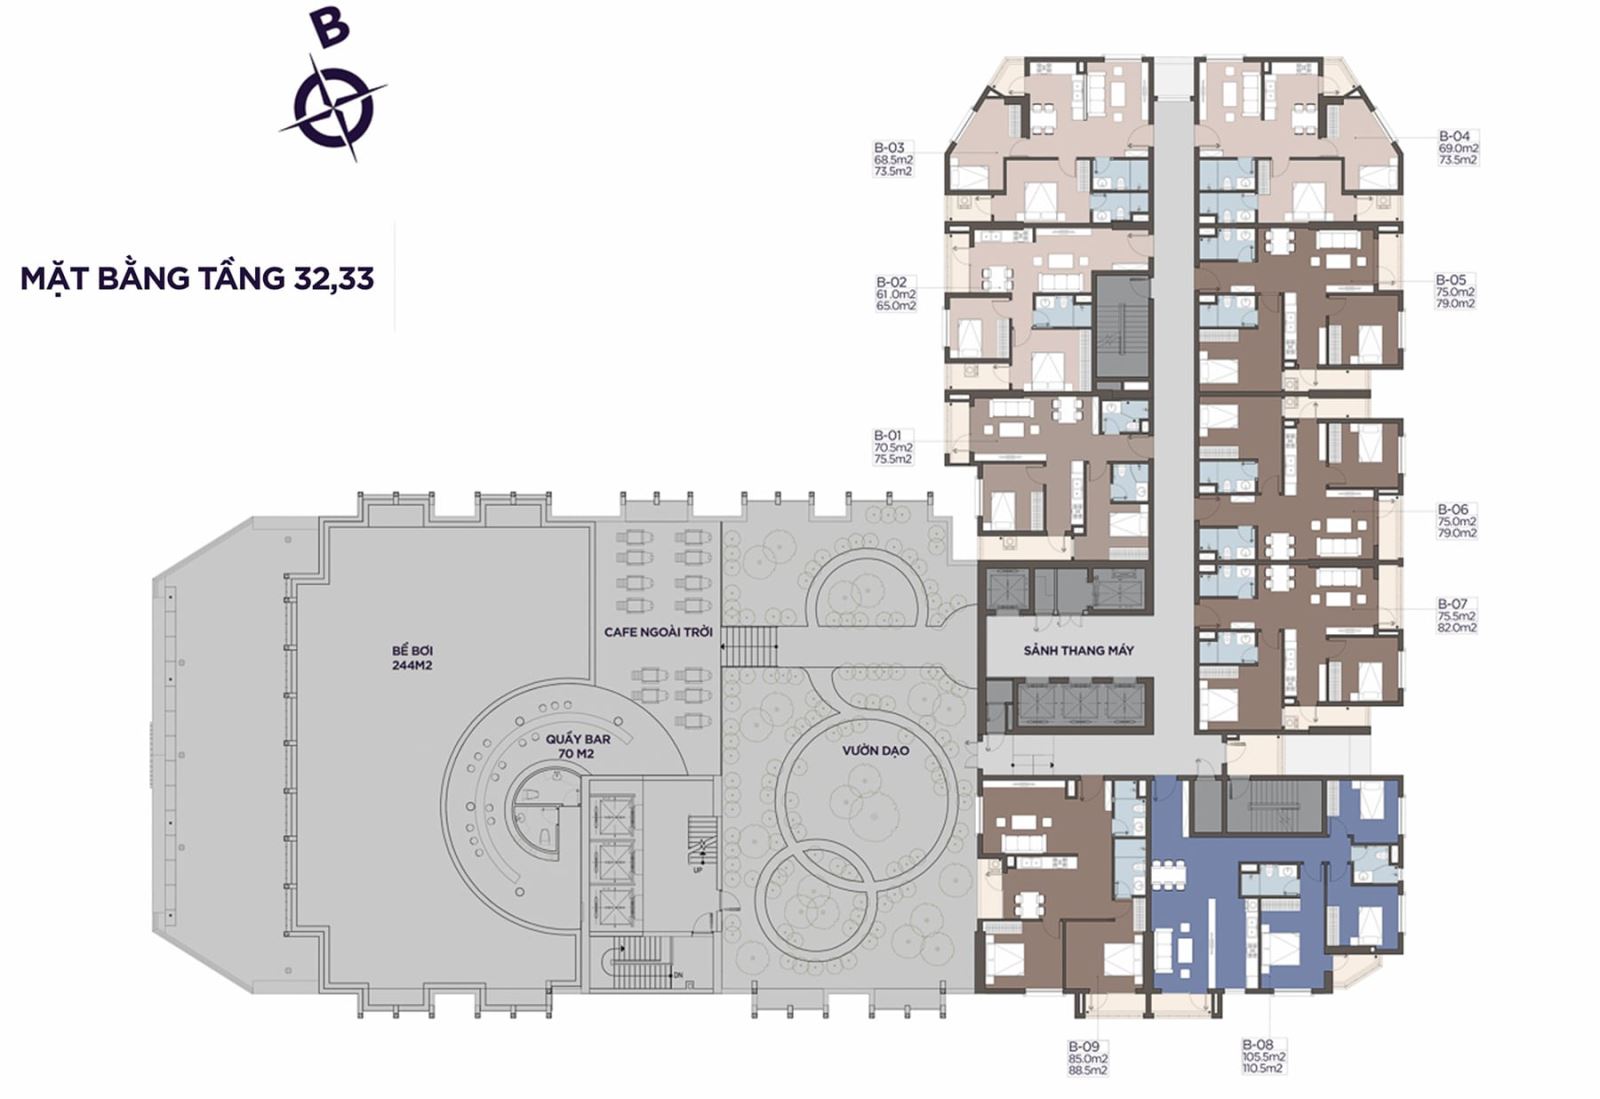 B
MẶT BẰNG TẦNG 32,33
B-03
68.5m2
73.5m2
B-04
69.0m2
73.5m2
B-02
61.0m2
65.0m2
B-05
75.0m2
79.0m2
B-01
70.5m2
75.5m2
B-06
75.0m2
79.0m2
B-07
75.5m2
82.0m2
CAFE NGOÀI TRỜI
BỂ BƠI
244M2
SẢNH THANG MÁY
QUẦY BAR
70 M2
VƯỜN DẠO
UP
DN
B-09
85.0m2
88.5m2
B-08
105.5m2
110.5m2